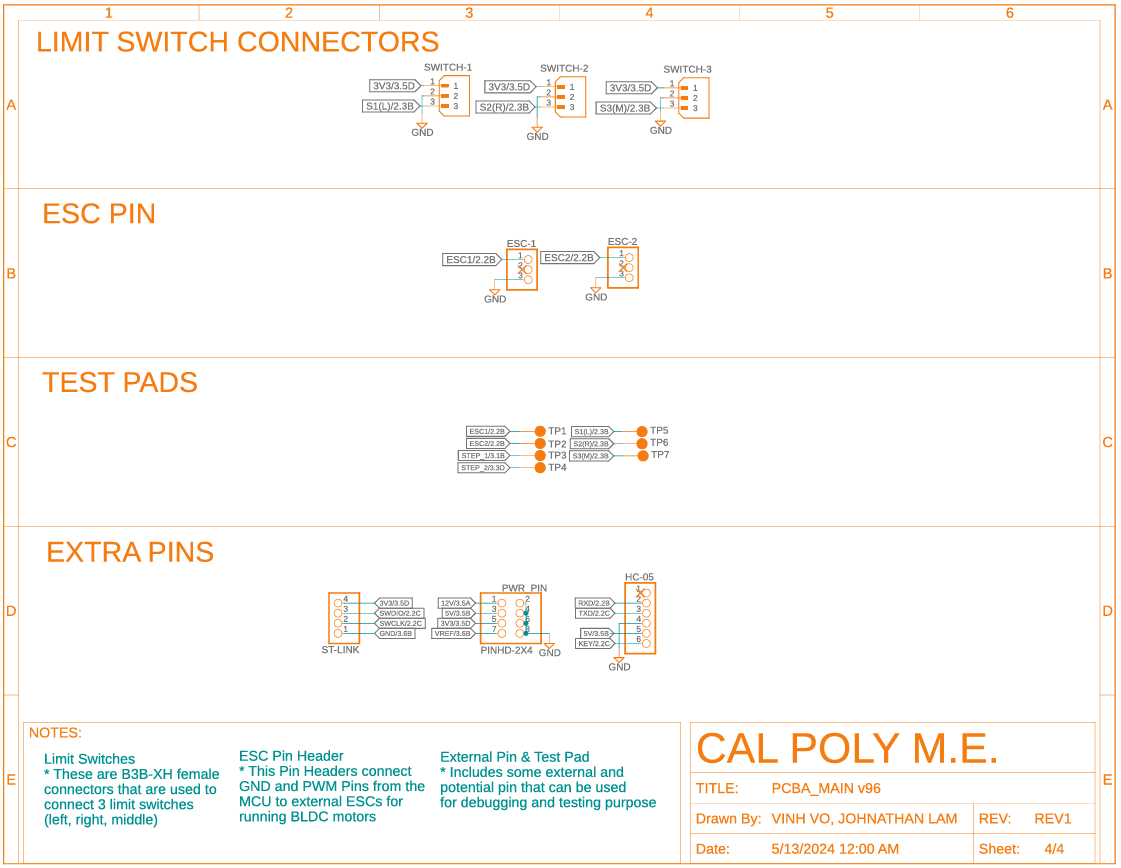 1 2 3 4 5 6
A A
LIMIT SWITCH CONNECTORS
SWITCH-1
3V3/3.5D
S1(L)/2.3B
1 1
2 2
3 3
GND
SWITCH-2
3V3/3.5D
S2(R)/2.3B
1 1
2 2
3 3
GND
SWITCH-3
3V3/3.5D
S3(M)/2.3B
1 1
2 2
3 3
GND
B B
ESC PIN
ESC-1
ESC1/2.2B
1
2
3
GND
ESC-2
ESC2/2.2B
1
2
3
GND
C C
TEST PADS
ESC1/2.2B TP1
ESC2/2.2B TP2
STEP_1/3.1B TP3
STEP_2/3.3D TP4
S1(L)/2.3B TP5
S2(R)/2.3B TP6
S3(M)/2.3B TP7
D D
EXTRA PINS
4 3V3/3.5D
3 SWDIO/2.2C
2 SWCLK/2.2C
1 GND/3.6B
ST-LINK
PWR_PIN
12V/3.5A 1 2
5V/3.5B 3 4
3V3/3.5D 5 6
VREF/3.6B 7 8
PINHD-2X4
GND
HC-05
1
RXD/2.2B 2
TXD/2.2C 3
4
5V/3.5B 5
KEY/2.2C 6
GND
E E
NOTES:
Limit Switches
* These are B3B-XH female
connectors that are used to
connect 3 limit switches
(left, right, middle)
ESC Pin Header
* This Pin Headers connect
GND and PWM Pins from the
MCU to external ESCs for
running BLDC motors
External Pin & Test Pad
* Includes some external and
potential pin that can be used
for debugging and testing purpose
CAL POLY M.E.
TITLE: PCBA_MAIN v96
Drawn By: VINH VO, JOHNATHAN LAM REV: REV1
Date: 5/13/2024 12:00 AM Sheet: 4/4